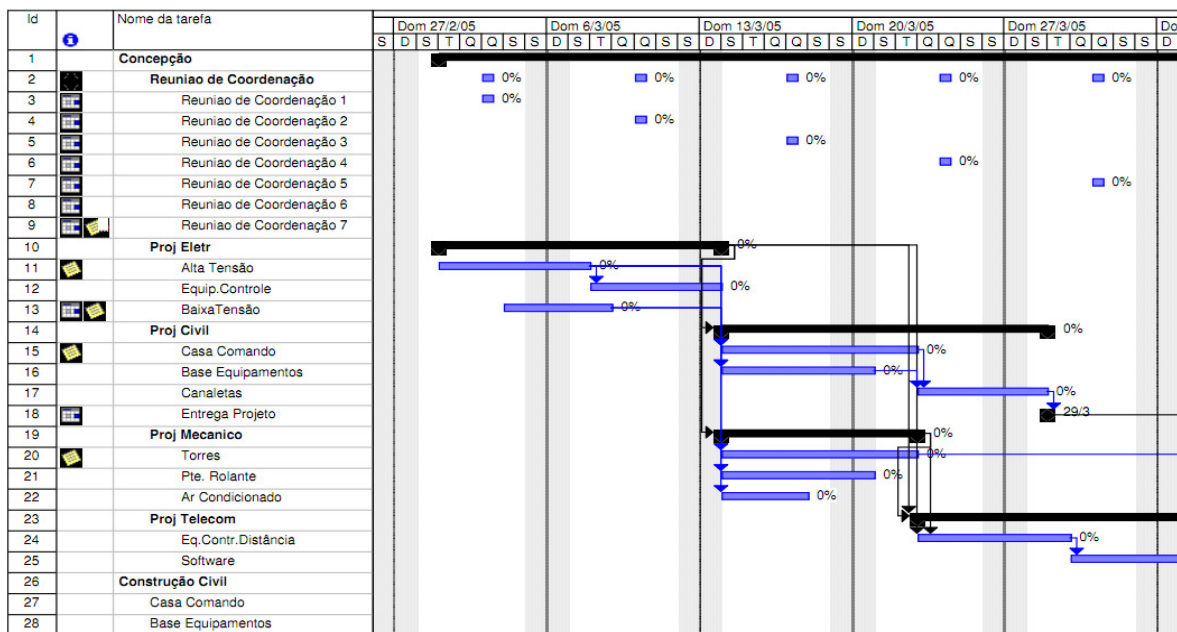 Id Nome da tarefa Dom 27/2/05 Dom 6/3/05 Dom 13/3/05 Dom 20/3/05 Dom 27/3/05 Do
S D S T Q Q S S D S T Q Q S S D S T Q Q S S D S T Q Q S S D S T Q Q S S D
1 Concepção
2 Reuniao de Coordenação 0% 0% 0% 0% 0%
3 Reuniao de Coordenação 1 0%
4 Reuniao de Coordenação 2 0%
5 Reuniao de Coordenação 3 0%
6 Reuniao de Coordenação 4 0%
7 Reuniao de Coordenação 5 0%
8 Reuniao de Coordenação 6
9 Reuniao de Coordenação 7
10 Proj Eletr 0%
11 Alta Tensão 0%
12 Equip.Controle 0%
13 BaixaTensão 0%
14 Proj Civil 0%
15 Casa Comando 0%
16 Base Equipamentos 0%
17 Canaletas 0%
18 Entrega Projeto 29/3
19 Proj Mecanico 0%
20 Torres 0%
21 Pte. Rolante 0%
22 Ar Condicionado 0%
23 Proj Telecom
24 Eq.Contr.Distância 0%
25 Software
26 Construção Civil
27 Casa Comando
28 Base Equipamentos